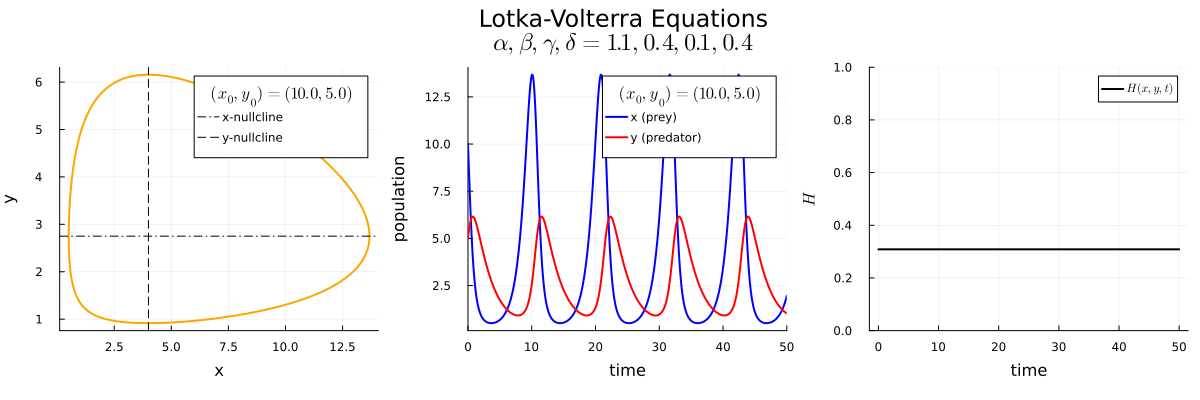 Lotka-Volterra Equations
α, β, γ, δ = 1.1, 0.4, 0.1, 0.4
y
6
5
4
3
2
1
2.5 5.0 7.5 10.0 12.5
x
(x₀, y₀) = (10.0, 5.0)
x-nullcline
y-nullcline
population
12.5
10.0
7.5
5.0
2.5
0 10 20 30 40 50
time
(x₀, y₀) = (10.0, 5.0)
x (prey)
y (predator)
H
1.0
0.8
0.6
0.4
0.2
0.0
0 10 20 30 40 50
time
H(x, y, t)